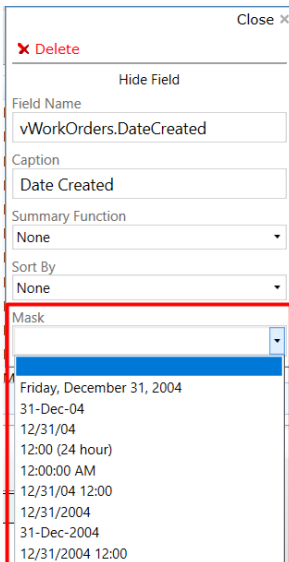 Close ×
✖ Delete
Hide Field
Field Name
vWorkOrders.DateCreated
Caption
Date Created
Summary Function
None
Sort By
None
Mask
Friday, December 31, 2004
31-Dec-04
12/31/04
12:00 (24 hour)
12:00:00 AM
12/31/04 12:00
12/31/2004
31-Dec-2004
12/31/2004 12:00